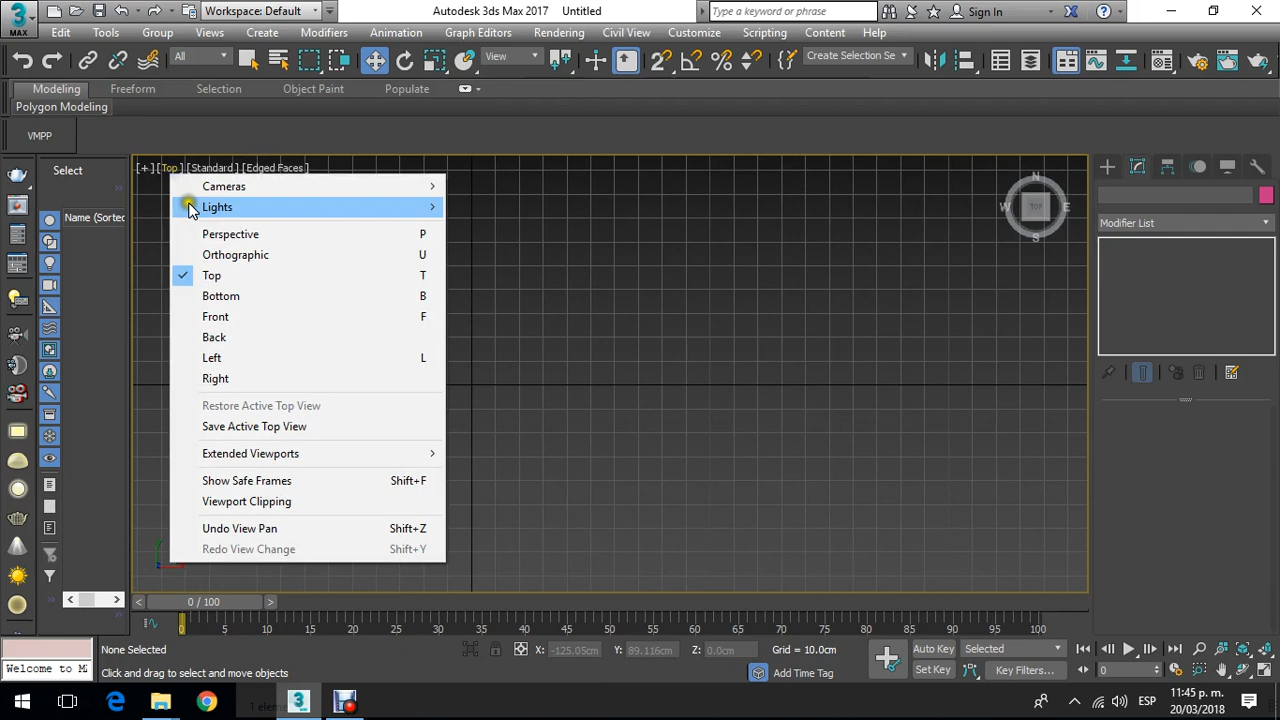 Workspace: Default
Autodesk 3ds Max 2017
Untitled
Type a keyword or phrase
Sign In
MAX
Edit Tools Group Views Create Modifiers Animation Graph Editors Rendering Civil View Customize Scripting Content Help
All
View
Create Selection Se
Modeling Freeform Selection Object Paint Populate
Polygon Modeling
VMPP
Select
[+] [Top ] [Standard ] [Edged Faces ]
Name (Sorted
Cameras
Lights
Perspective P
Orthographic U
Top T
Bottom B
Front F
Back
Left L
Right
Restore Active Top View
Save Active Top View
Extended Viewports
Show Safe Frames Shift+F
Viewport Clipping
Undo View Pan Shift+Z
Redo View Change Shift+Y
N
W TOP E
S
Modifier List
0 / 100
0 5 10 15 20 25 30 35 40 45 50 55 60 65 70 75 80 85 90 95 100
None Selected
X: -125.05cm Y: 89.116cm Z: 0.0cm
Grid = 10.0cm
Auto Key Selected
Welcome to M
Click and drag to select and move objects
Add Time Tag
Set Key Key Filters...
0
1 eleme
ESP
11:45 p. m.
20/03/2018